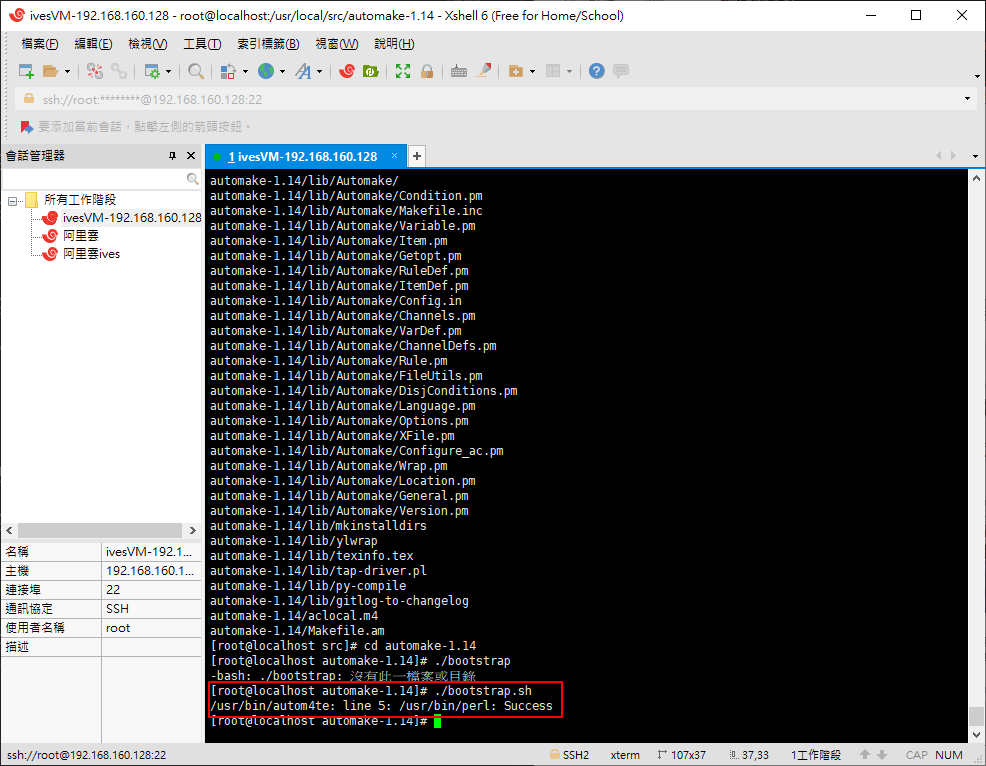 ivesVM-192.168.160.128 - root@localhost:/usr/local/src/automake-1.14 - Xshell 6 (Free for Home/School)
檔案(F) 編輯(E) 檢視(V) 工具(T) 索引標籤(B) 視窗(W) 說明(H)
ssh://root:********@192.168.160.128:22
要添加當前會話，點擊左側的箭頭按鈕。
會話管理器
1 ivesVM-192.168.160.128
所有工作階段
ivesVM-192.168.160.128
阿里雲
阿里雲ives
名稱 ivesVM-192.1...
主機 192.168.160.1...
連接埠 22
通訊協定 SSH
使用者名稱 root
描述
automake-1.14/lib/Automake/
automake-1.14/lib/Automake/Condition.pm
automake-1.14/lib/Automake/Makefile.inc
automake-1.14/lib/Automake/Variable.pm
automake-1.14/lib/Automake/Item.pm
automake-1.14/lib/Automake/Getopt.pm
automake-1.14/lib/Automake/RuleDef.pm
automake-1.14/lib/Automake/ItemDef.pm
automake-1.14/lib/Automake/Config.in
automake-1.14/lib/Automake/Channels.pm
automake-1.14/lib/Automake/VarDef.pm
automake-1.14/lib/Automake/ChannelDefs.pm
automake-1.14/lib/Automake/Rule.pm
automake-1.14/lib/Automake/FileUtils.pm
automake-1.14/lib/Automake/DisjConditions.pm
automake-1.14/lib/Automake/Language.pm
automake-1.14/lib/Automake/Options.pm
automake-1.14/lib/Automake/XFile.pm
automake-1.14/lib/Automake/Configure_ac.pm
automake-1.14/lib/Automake/Wrap.pm
automake-1.14/lib/Automake/Location.pm
automake-1.14/lib/Automake/General.pm
automake-1.14/lib/Automake/Version.pm
automake-1.14/lib/mkinstalldirs
automake-1.14/lib/ylwrap
automake-1.14/lib/texinfo.tex
automake-1.14/lib/tap-driver.pl
automake-1.14/lib/py-compile
automake-1.14/lib/gitlog-to-changelog
automake-1.14/aclocal.m4
automake-1.14/Makefile.am
[root@localhost src]# cd automake-1.14
[root@localhost automake-1.14]# ./bootstrap
-bash: ./bootstrap: 沒有此一檔案或目錄
[root@localhost automake-1.14]# ./bootstrap.sh
/usr/bin/autom4te: line 5: /usr/bin/perl: Success
[root@localhost automake-1.14]#
ssh://root@192.168.160.128:22 SSH2 xterm 107x37 37,33 1工作階段 CAP NUM